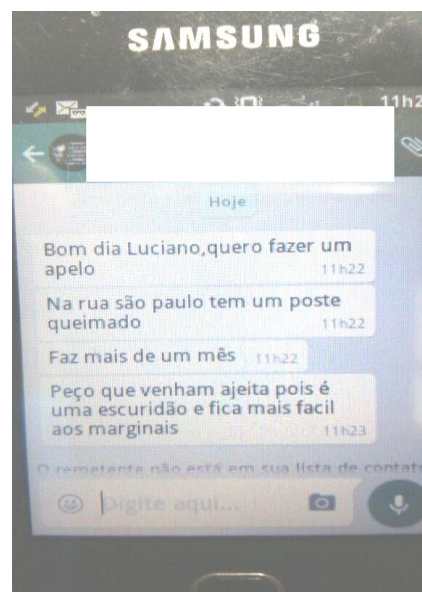 SAMSUNG
11h2
Hoje
Bom dia Luciano,quero fazer um
apelo
11h22
Na rua são paulo tem um poste
queimado
11h22
Faz mais de um mês 11h22
Peço que venham ajeita pois é
uma escuridão e fica mais facil
aos marginais
11h23
O remetente não está em sua lista de contato
Digite aqui...